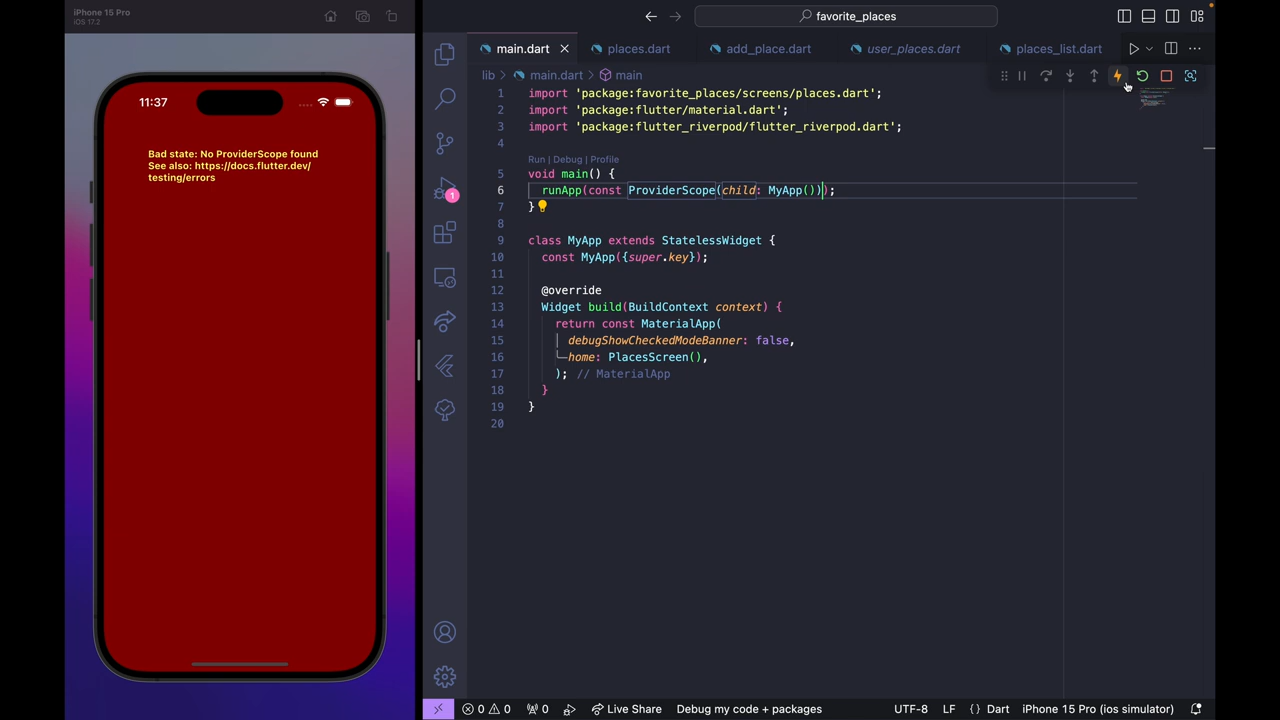 iPhone 15 Pro
iOS 17.2
11:37
Bad state: No ProviderScope found
See also: https://docs.flutter.dev/
testing/errors
favorite_places
main.dart
places.dart
add_place.dart
user_places.dart
places_list.dart
lib > main.dart > main
1 import 'package:favorite_places/screens/places.dart';
2 import 'package:flutter/material.dart';
3 import 'package:flutter_riverpod/flutter_riverpod.dart';
4
Run | Debug | Profile
5 void main() {
6 runApp(const ProviderScope(child: MyApp()));
7 }
8
9 class MyApp extends StatelessWidget {
10 const MyApp({super.key});
11
12 @override
13 Widget build(BuildContext context) {
14 return const MaterialApp(
15 debugShowCheckedModeBanner: false,
16 home: PlacesScreen(),
17 ); // MaterialApp
18 }
19 }
20
1
0 0 0 Live Share Debug my code + packages UTF-8 LF {} Dart iPhone 15 Pro (ios simulator)